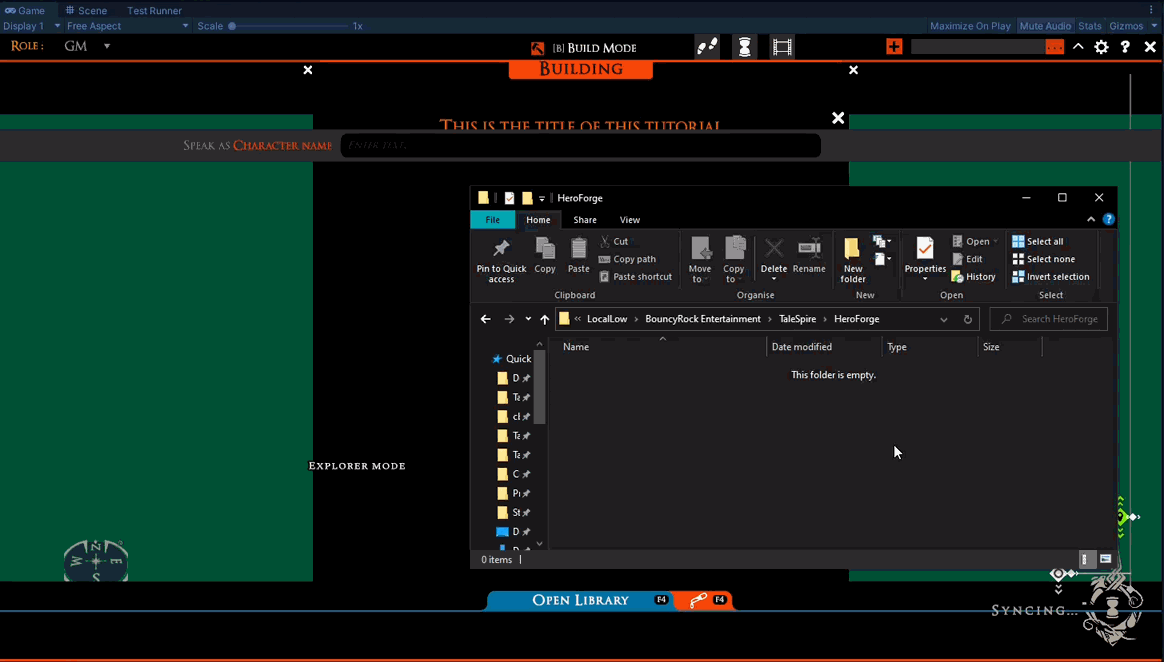 Game Scene Test Runner
Display 1 Free Aspect Scale 1x Maximize On Play Mute Audio Stats Gizmos
Role: GM [B] Build Mode ... ?
Building
This is the title of this tutorial
Speak as Character name Enter text.
HeroForge
File Home Share View
Pin to Quick access
Copy
Paste
Cut
Copy path
Paste shortcut
Clipboard
Move to
Copy to
Delete
Rename
Organise
New folder
New
Properties
Open
Edit
History
Open
Select all
Select none
Invert selection
Select
« LocalLow › BouncyRock Entertainment › TaleSpire › HeroForge
Search HeroForge
Name Date modified Type Size
This folder is empty.
Quick
D
Ta
cl
Ta
Ta
C
Pr
St
D
0 items
Explorer mode
N
W E
S
Open Library F4 F4
Syncing...